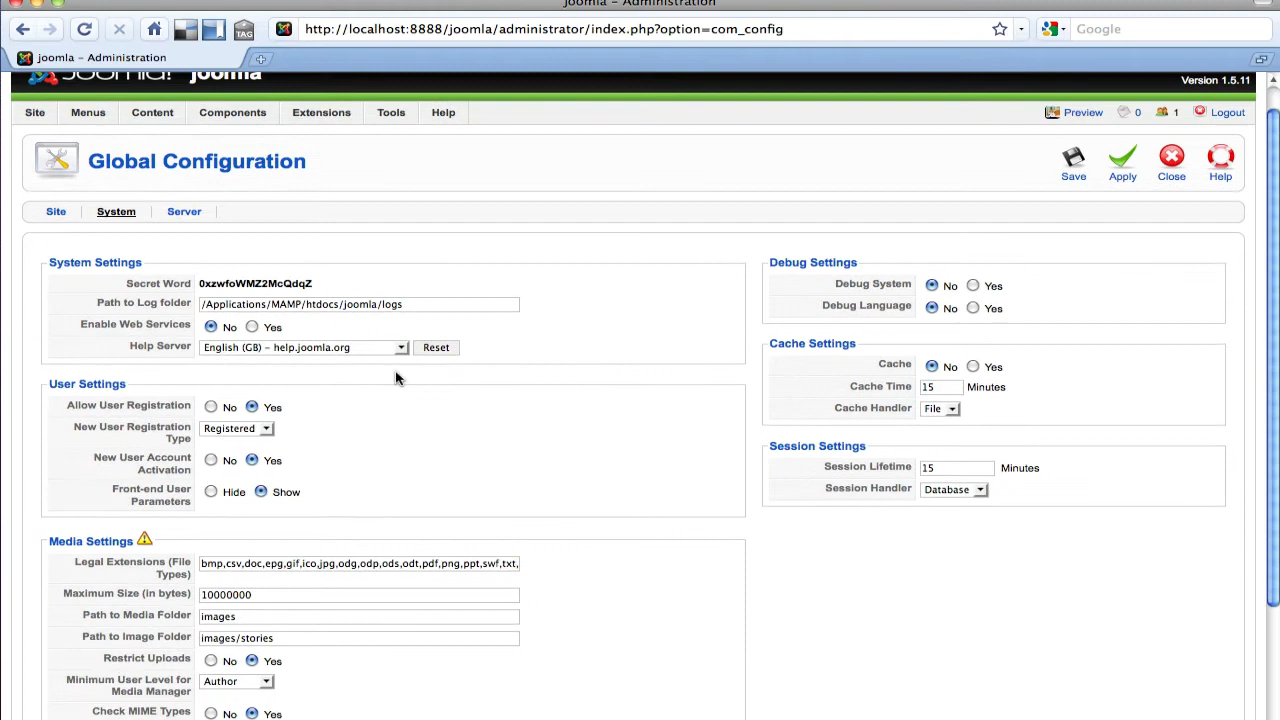 joomla - Administration
http://localhost:8888/joomla/administrator/index.php?option=com_config
Google
TAG
joomla – Administration
Joomla! joomla
Version 1.5.11
Site Menus Content Components Extensions Tools Help
Preview 0 1 Logout
Global Configuration
Save Apply Close Help
Site System Server
System Settings
Secret Word 0xzwfoWMZ2McQdqZ
Path to Log folder /Applications/MAMP/htdocs/joomla/logs
Enable Web Services No Yes
Help Server English (GB) – help.joomla.org Reset
User Settings
Allow User Registration No Yes
New User Registration
Type Registered
New User Account
Activation No Yes
Front-end User
Parameters Hide Show
Media Settings
Legal Extensions (File
Types) bmp,csv,doc,epg,gif,ico,jpg,odg,odp,ods,odt,pdf,png,ppt,swf,txt,
Maximum Size (in bytes) 10000000
Path to Media Folder images
Path to Image Folder images/stories
Restrict Uploads No Yes
Minimum User Level for
Media Manager Author
Check MIME Types No Yes
Debug Settings
Debug System No Yes
Debug Language No Yes
Cache Settings
Cache No Yes
Cache Time 15 Minutes
Cache Handler File
Session Settings
Session Lifetime 15 Minutes
Session Handler Database